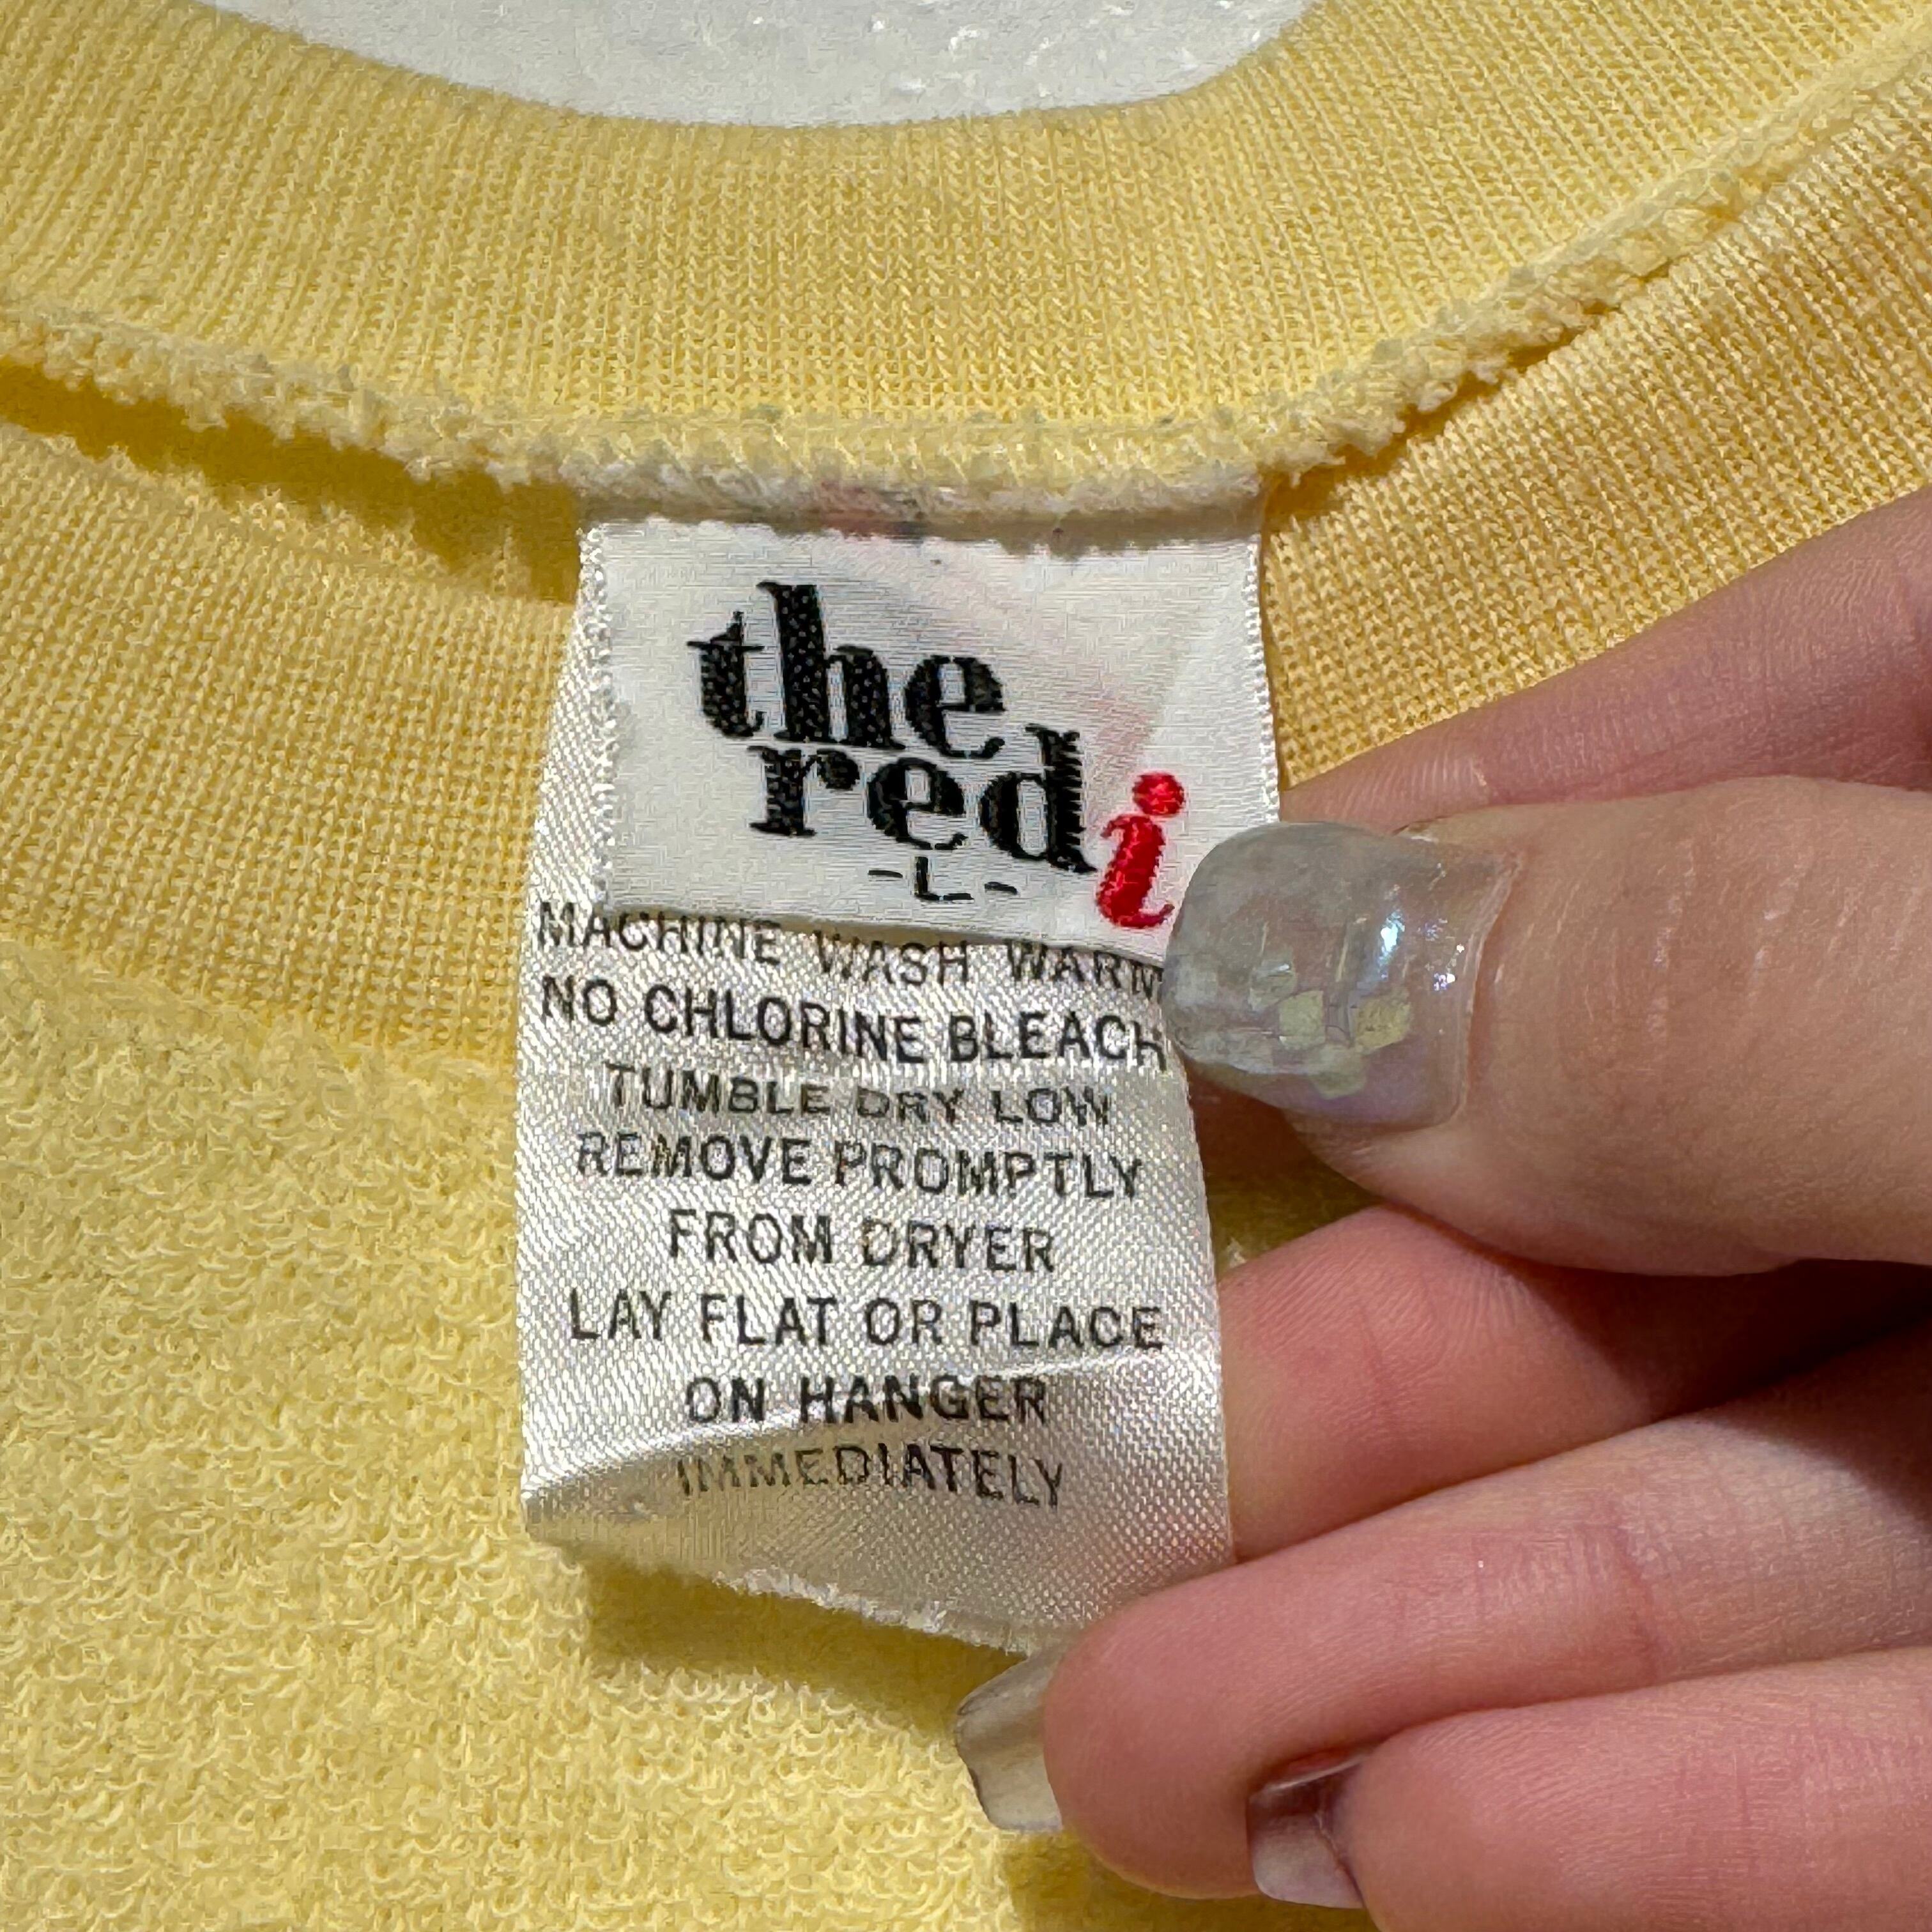 the
red i
-L-
MACHINE WASH WARM
NO CHLORINE BLEACH
TUMBLE DRY LOW
REMOVE PROMPTLY
FROM DRYER
LAY FLAT OR PLACE
ON HANGER
IMMEDIATELY